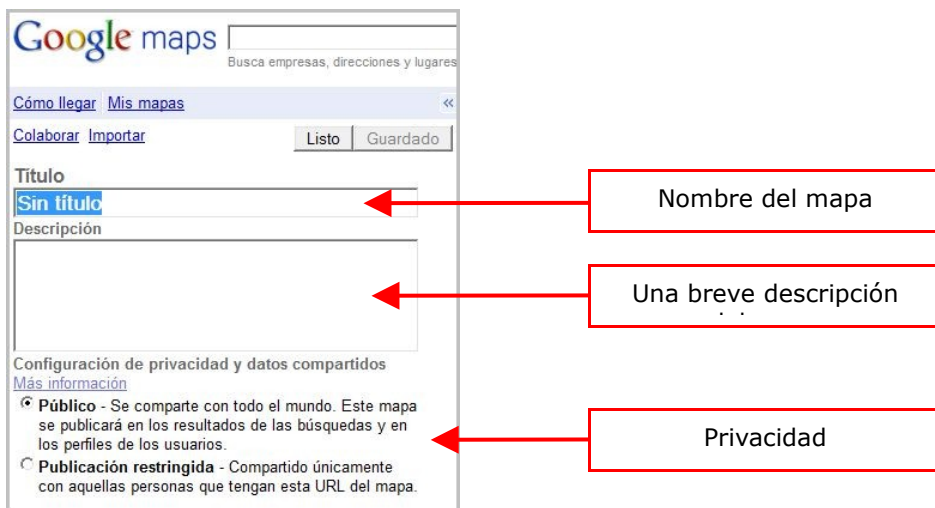 Google maps
Busca empresas, direcciones y lugares
Cómo llegar Mis mapas «
Colaborar Importar Listo Guardado
Título
Sin título
Nombre del mapa
Descripción
Una breve descripción
Configuración de privacidad y datos compartidos
Más información
Público - Se comparte con todo el mundo. Este mapa
se publicará en los resultados de las búsquedas y en
los perfiles de los usuarios.
Publicación restringida - Compartido únicamente
con aquellas personas que tengan esta URL del mapa.
Privacidad